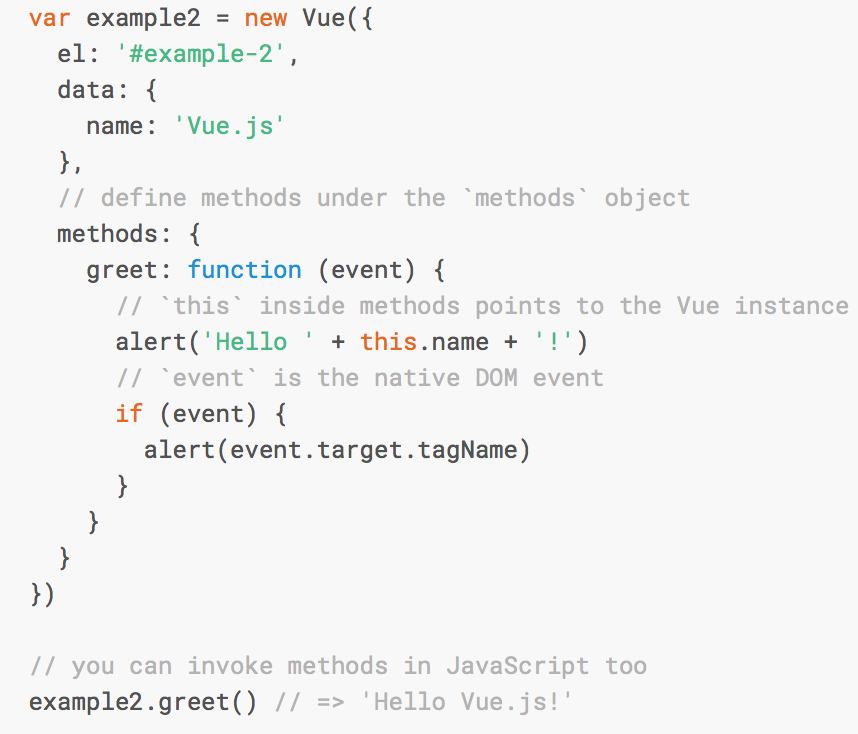 var example2 = new Vue({
  el: '#example-2',
  data: {
    name: 'Vue.js'
  },
  // define methods under the `methods` object
  methods: {
    greet: function (event) {
      // `this` inside methods points to the Vue instance
      alert('Hello ' + this.name + '!')
      // `event` is the native DOM event
      if (event) {
        alert(event.target.tagName)
      }
    }
  }
})

// you can invoke methods in JavaScript too
example2.greet() // => 'Hello Vue.js!'